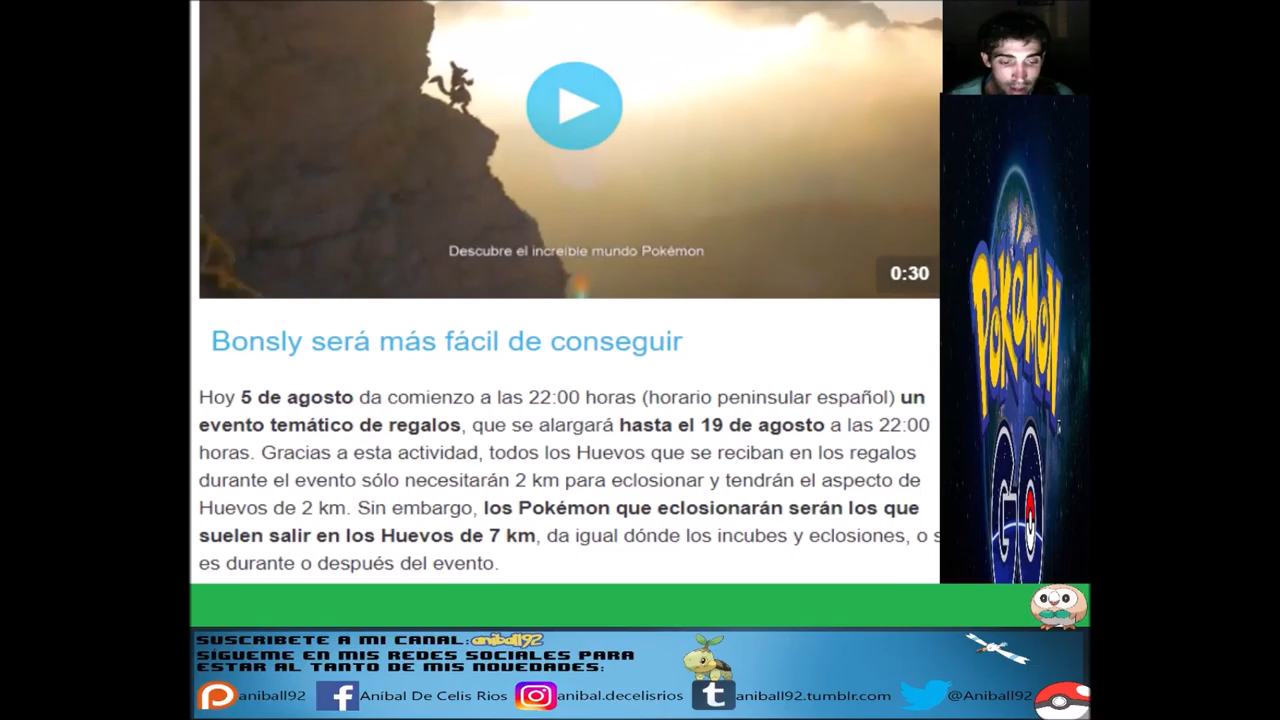 Descubre el increíble mundo Pokémon
0:30
Bonsly será más fácil de conseguir
Hoy 5 de agosto da comienzo a las 22:00 horas (horario peninsular español) un
evento temático de regalos, que se alargará hasta el 19 de agosto a las 22:00
horas. Gracias a esta actividad, todos los Huevos que se reciban en los regalos
durante el evento sólo necesitarán 2 km para eclosionar y tendrán el aspecto de
Huevos de 2 km. Sin embargo, los Pokémon que eclosionarán serán los que
suelen salir en los Huevos de 7 km, da igual dónde los incubes y eclosiones, o s
es durante o después del evento.
POKéMON
GO
SUSCRIBETE A MI CANAL: aniball92
SÍGUEME EN MIS REDES SOCIALES PARA
ESTAR AL TANTO DE MIS NOVEDADES:
aniball92 Aníbal De Celis Rios anibal.decelisrios aniball92.tumblr.com @Aniball92